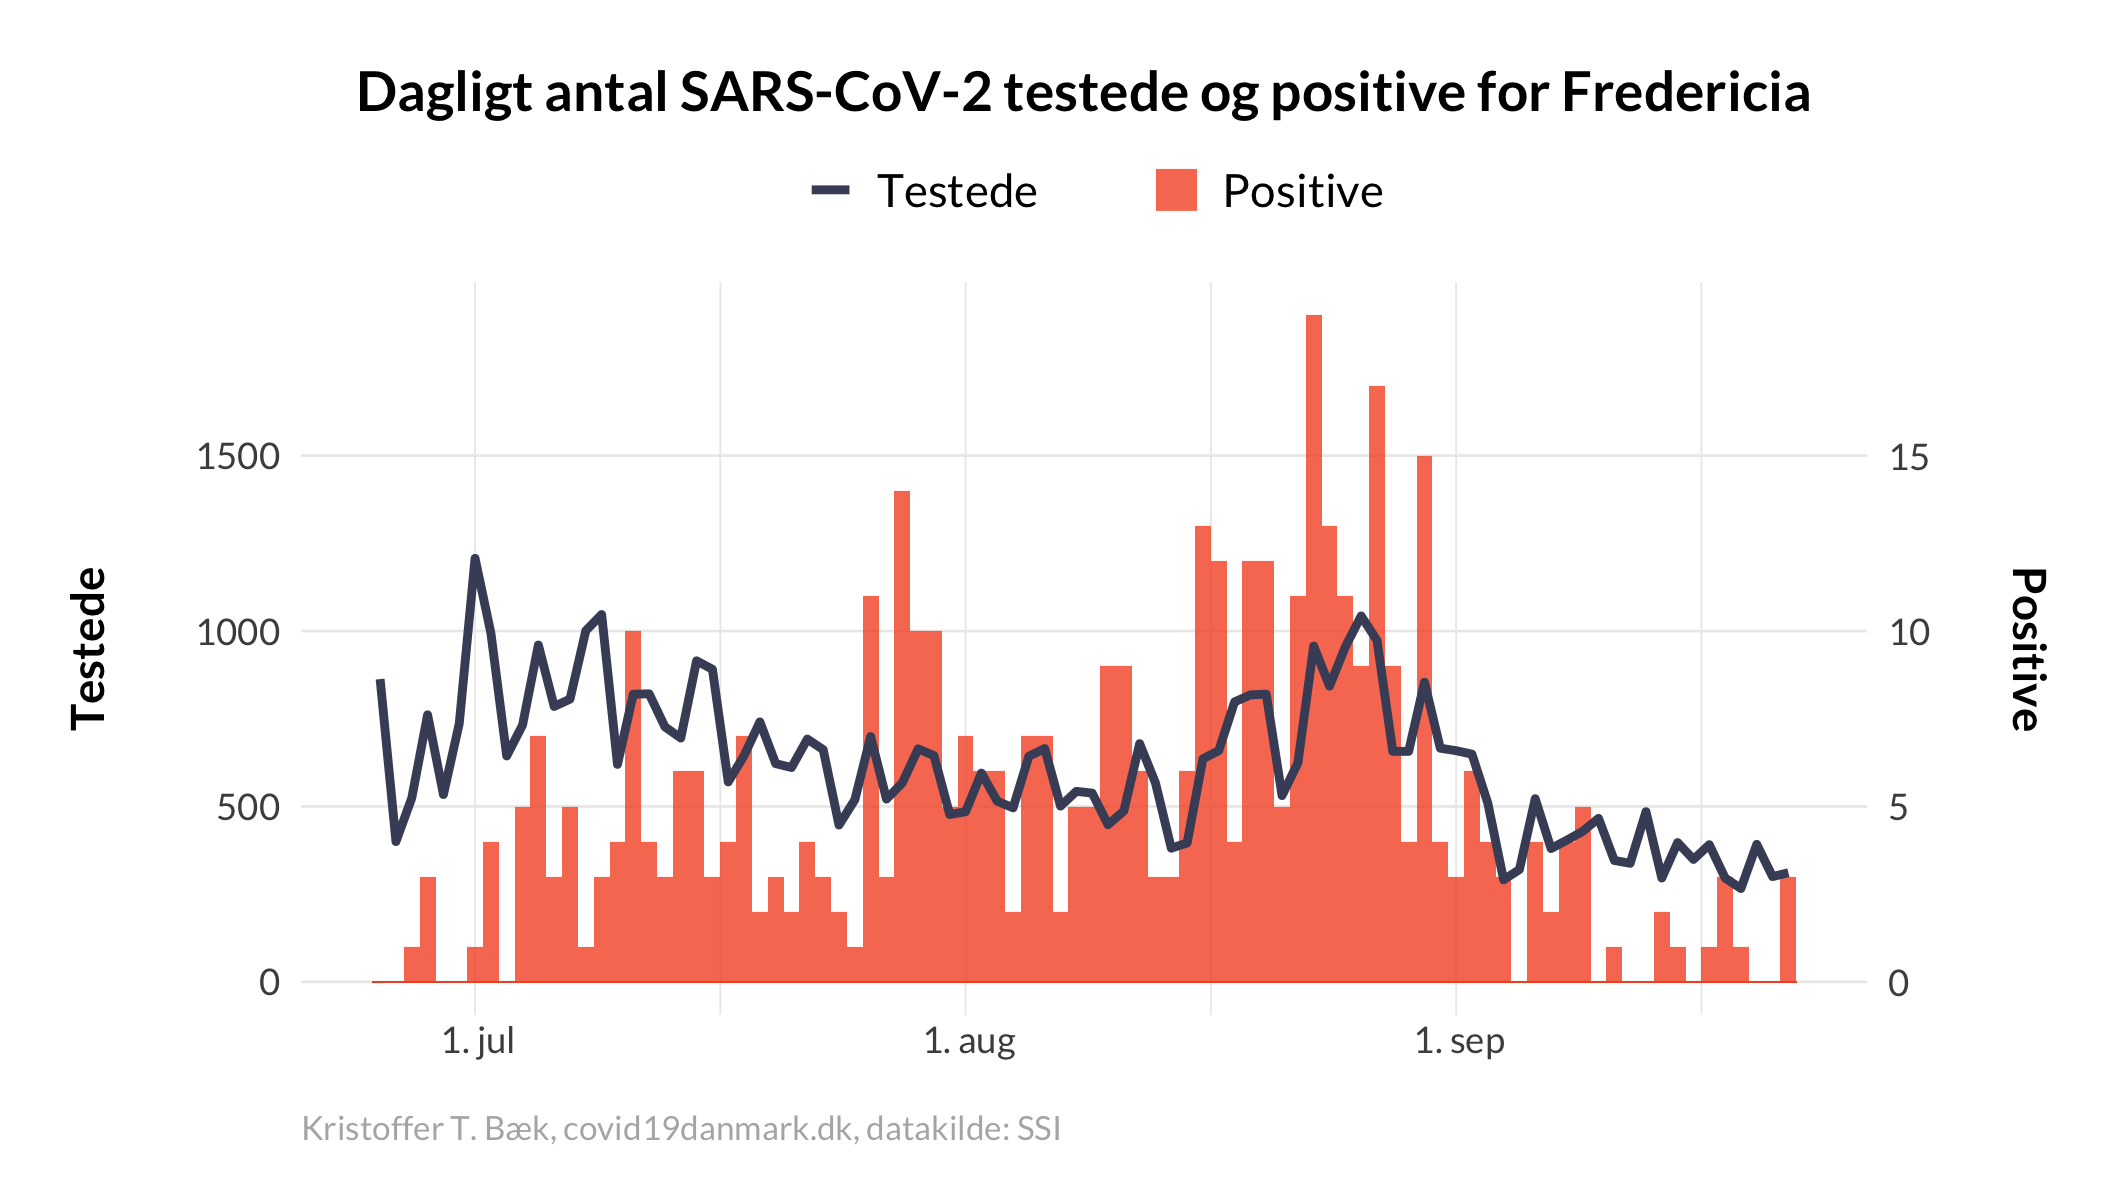 Dagligt antal SARS-CoV-2 testede og positive for Fredericia
Testede
Positive
Testede
1500
1000
500
0
15
10
5
0
Positive
1. jul
1. aug
1. sep
Kristoffer T. Bæk, covid19danmark.dk, datakilde: SSI